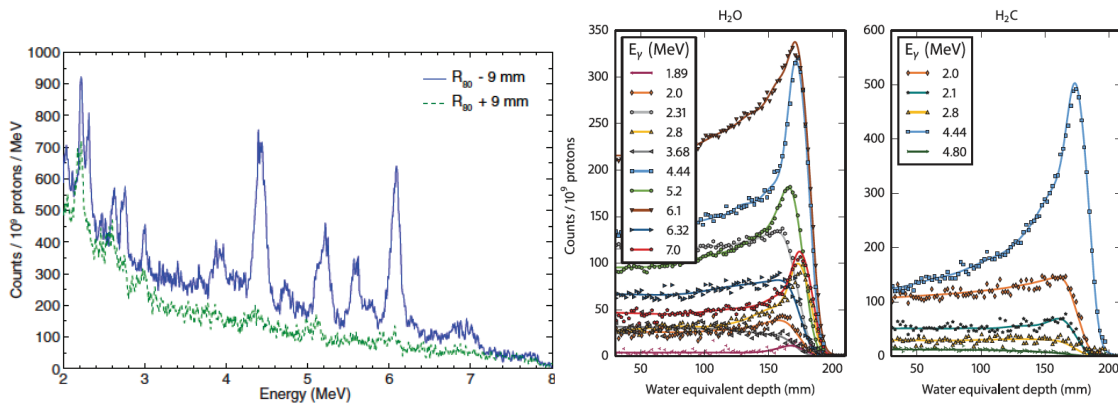 1000
900
800
700
600
500
400
300
200
100
0
Counts / 10⁹ protons / MeV
R₈₀ - 9 mm
R₈₀ + 9 mm
2 3 4 5 6 7 8
Energy (MeV)
H₂O
350
300
250
200
150
100
50
0
Counts / 10⁹ protons
Eᵧ (MeV)
1.89
2.0
2.31
2.8
3.68
4.44
5.2
6.1
6.32
7.0
50 100 150 200
Water equivalent depth (mm)
H₂C
600
500
400
300
200
100
0
Eᵧ (MeV)
2.0
2.1
2.8
4.44
4.80
50 100 150 200
Water equivalent depth (mm)